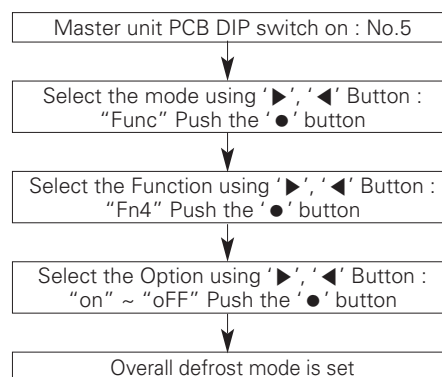 Master unit PCB DIP switch on : No.5
Select the mode using ‘▶’, ‘◀’ Button :
“Func” Push the ‘●’ button
Select the Function using ‘▶’, ‘◀’ Button :
“Fn4” Push the ‘●’ button
Select the Option using ‘▶’, ‘◀’ Button :
“on” ~ “oFF” Push the ‘●’ button
Overall defrost mode is set